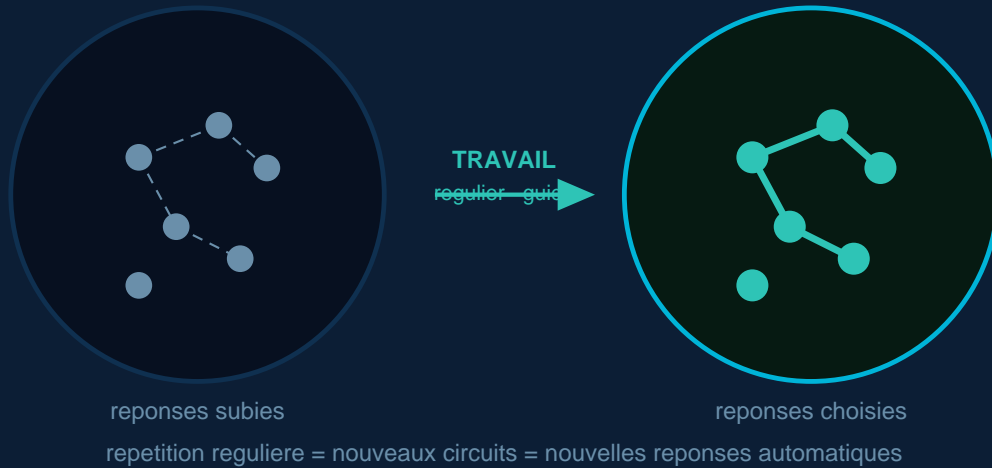 TRAVAIL
regulier
reponses subies
reponses choisies
repetition reguliere = nouveaux circuits = nouvelles reponses automatiques